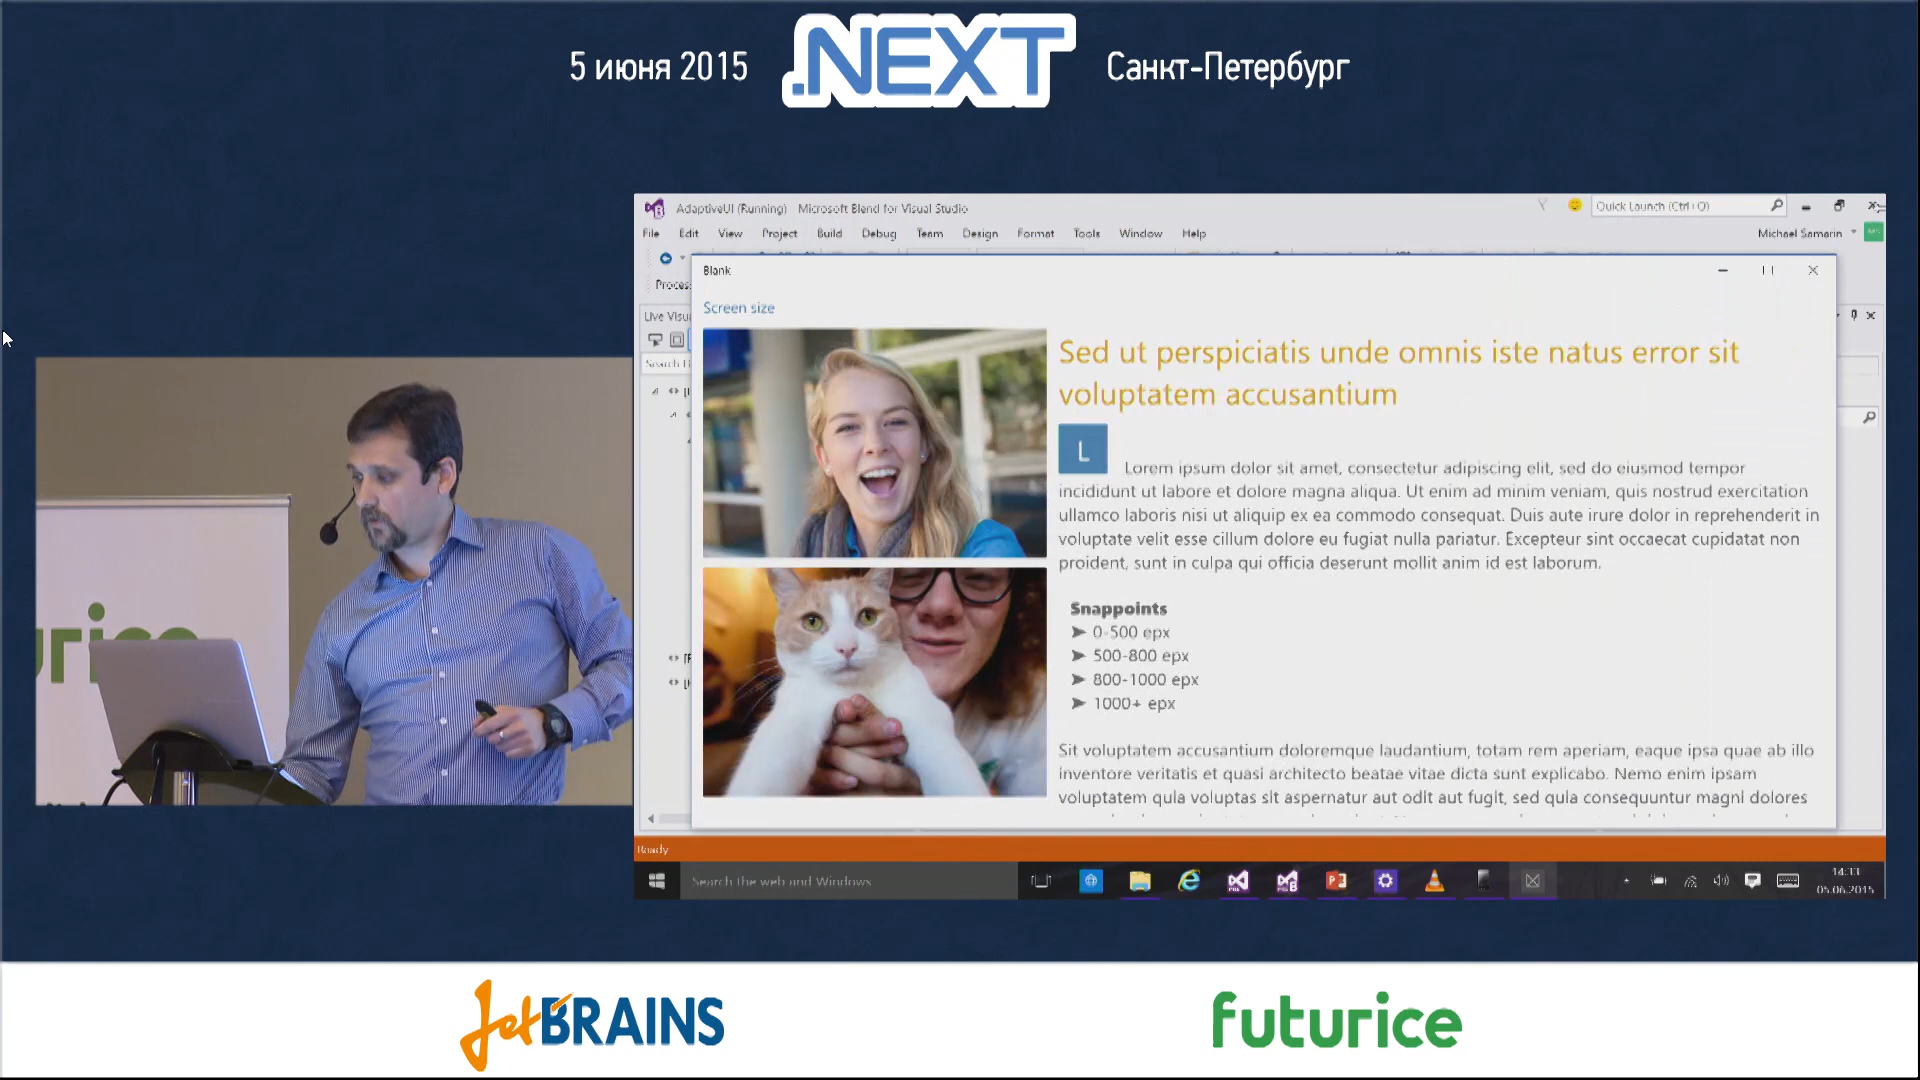 5 июня 2015
.NEXT
Санкт-Петербург
AdaptiveUI (Running) Microsoft Blend for Visual Studio
Quick Launch (Ctrl+Q)
File Edit View Project Build Debug Team Design Format Tools Window Help
Michael Samarin
Blank
Proces
Screen size
Live Visu
Search Li
Sed ut perspiciatis unde omnis iste natus error sit
voluptatem accusantium
L
Lorem ipsum dolor sit amet, consectetur adipiscing elit, sed do eiusmod tempor
incididunt ut labore et dolore magna aliqua. Ut enim ad minim veniam, quis nostrud exercitation
ullamco laboris nisi ut aliquip ex ea commodo consequat. Duis aute irure dolor in reprehenderit in
voluptate velit esse cillum dolore eu fugiat nulla pariatur. Excepteur sint occaecat cupidatat non
proident, sunt in culpa qui officia deserunt mollit anim id est laborum.
Snappoints
➤ 0-500 epx
➤ 500-800 epx
➤ 800-1000 epx
➤ 1000+ epx
Sit voluptatem accusantium doloremque laudantium, totam rem aperiam, eaque ipsa quae ab illo
inventore veritatis et quasi architecto beatae vitae dicta sunt explicabo. Nemo enim ipsam
voluptatem quia voluptas sit aspernatur aut odit aut fugit, sed quia consequuntur magni dolores
Ready
Search the web and Windows
14:33
05.06.2015
urice
JetBRAINS
futurice